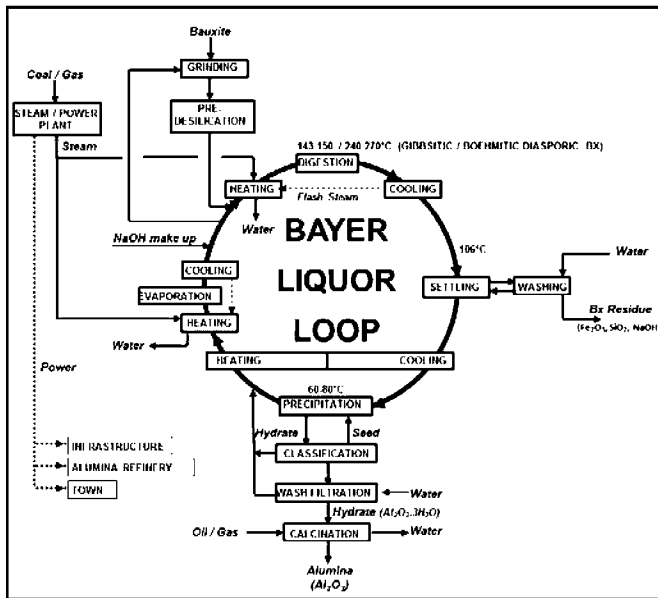 Bauxite
Coal / Gas
GRINDING
STEAM / POWER
PLANT
PRE-
DESILICATION
Steam
143 150 / 240 270°C (GIBBSITIC / BOEHMITIC DIASPORIC BX)
DIGESTION
HEATING
COOLING
Flash Steam
Water
BAYER
LIQUOR
LOOP
NaOH make up
106°C
Water
COOLING
SETTLING
WASHING
EVAPORATION
HEATING
Bx Residue
(Fe₂O₃, SiO₂, NaOH)
Water
HEATING
COOLING
Power
60-80°C
PRECIPITATION
Hydrate
Seed
INFRASTRUCTURE
CLASSIFICATION
ALUMINA REFINERY
TOWN
WASH FILTRATION
Water
Hydrate (Al₂O₃.3H₂O)
Oil / Gas
CALCINATION
Water
Alumina
(Al₂O₃)